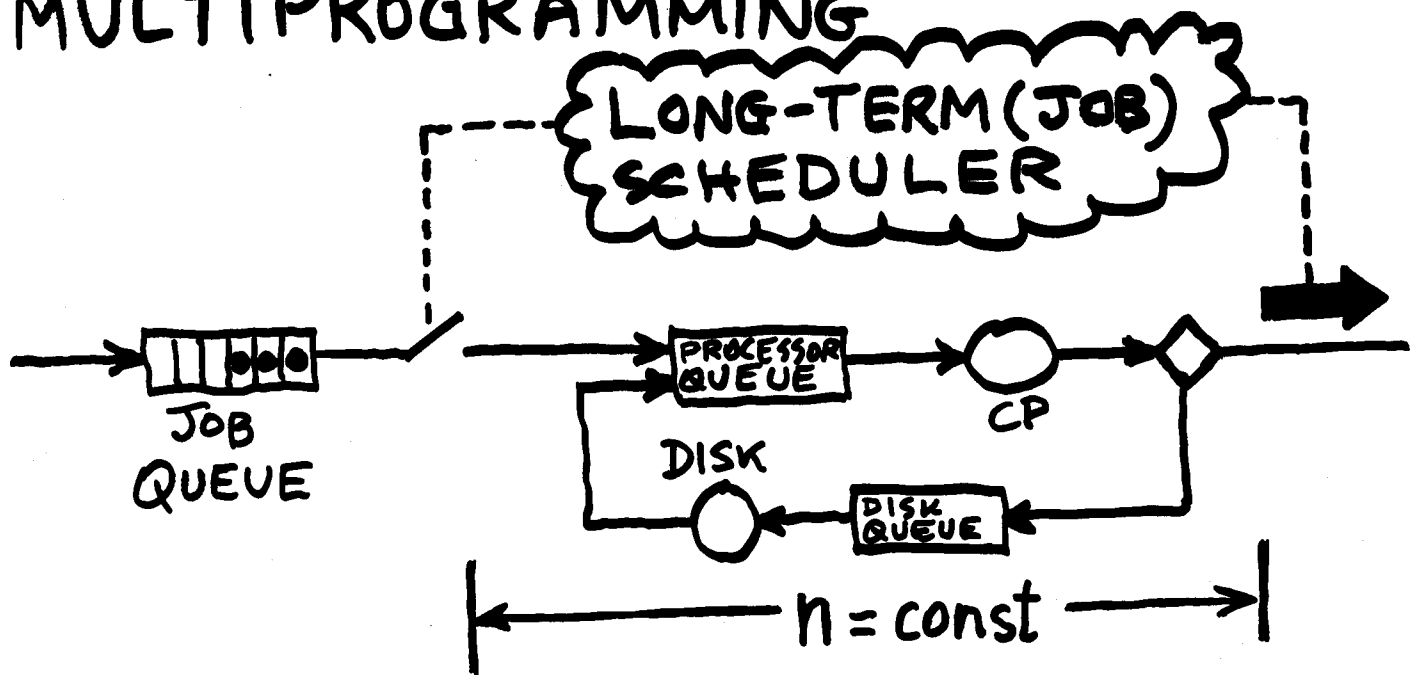 MULTIPROGRAMMING
LONG-TERM (JOB)
SCHEDULER
PROCESSOR
QUEUE
CP
JOB
QUEUE
DISK
DISK
QUEUE
n = const